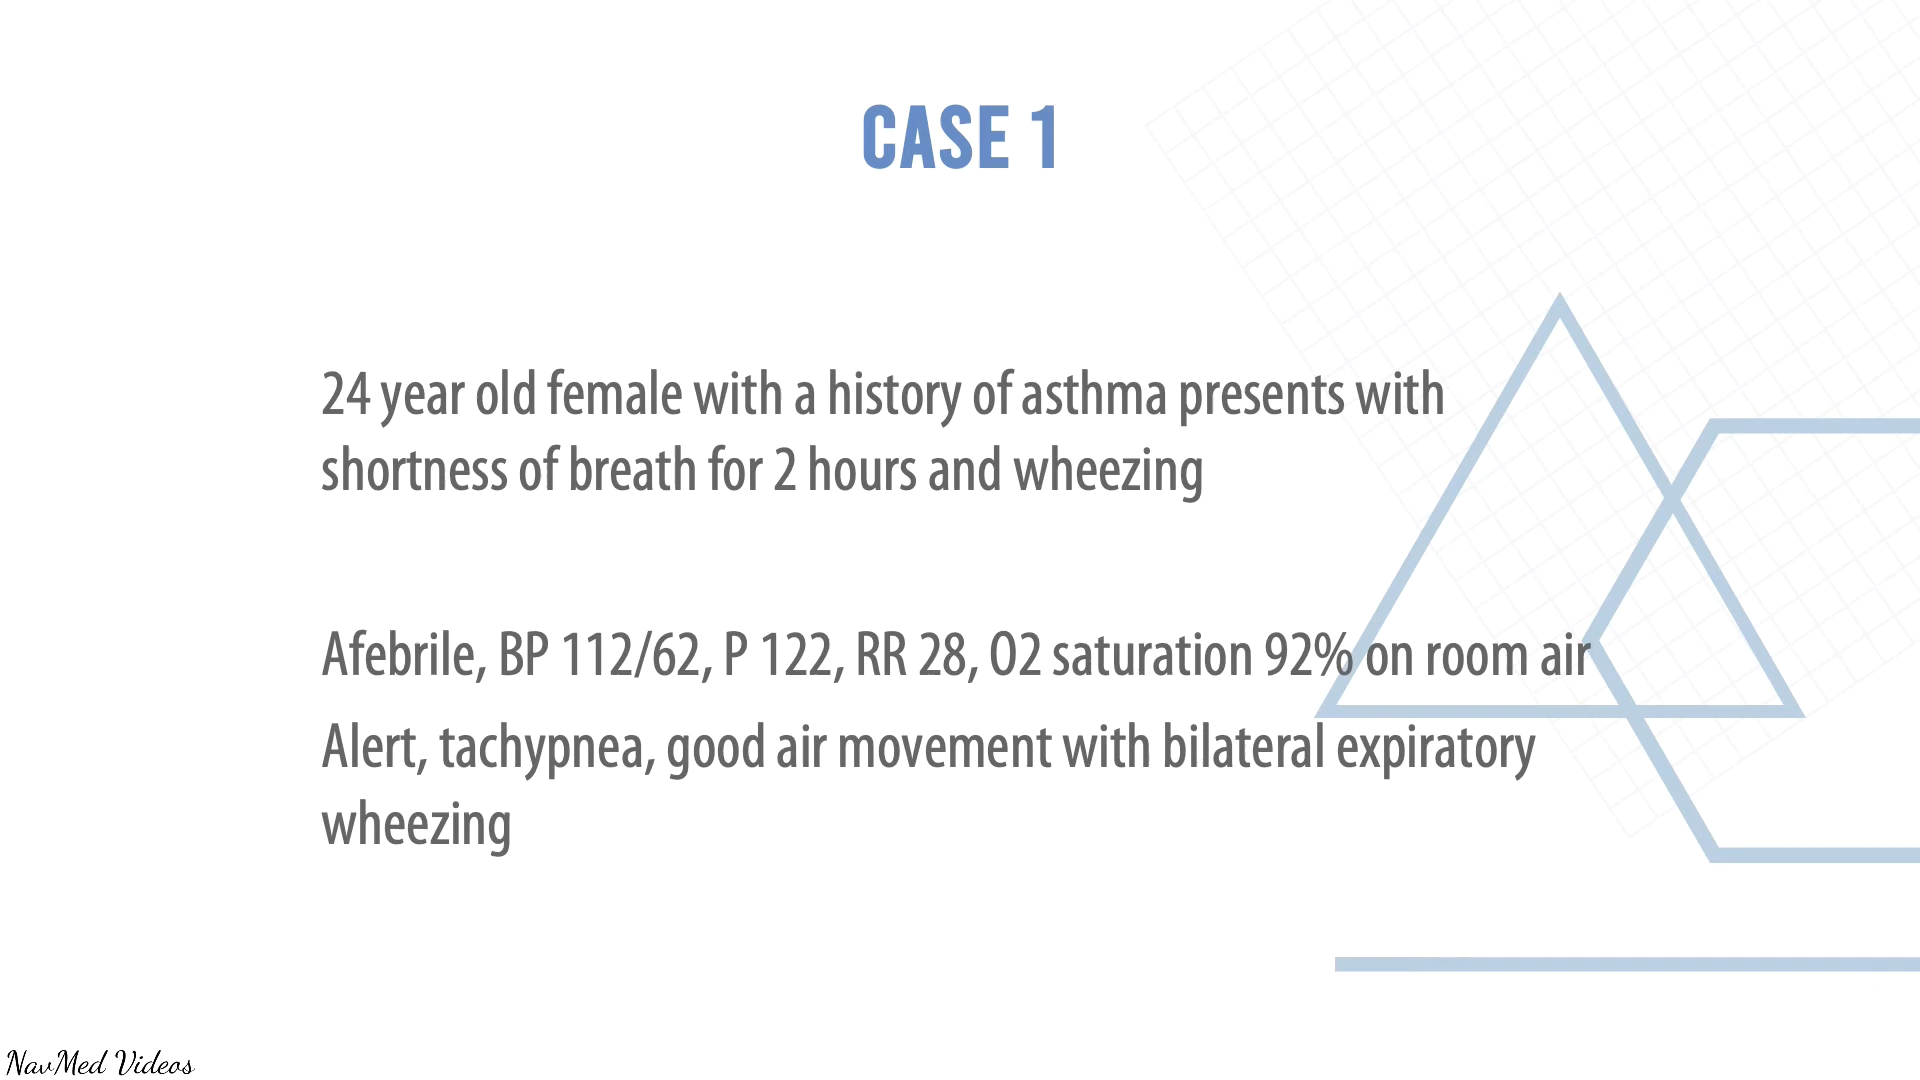 CASE 1
24 year old female with a history of asthma presents with
shortness of breath for 2 hours and wheezing
Afebrile, BP 112/62, P 122, RR 28, O2 saturation 92% on room air
Alert, tachypnea, good air movement with bilateral expiratory
wheezing
NavMed Videos